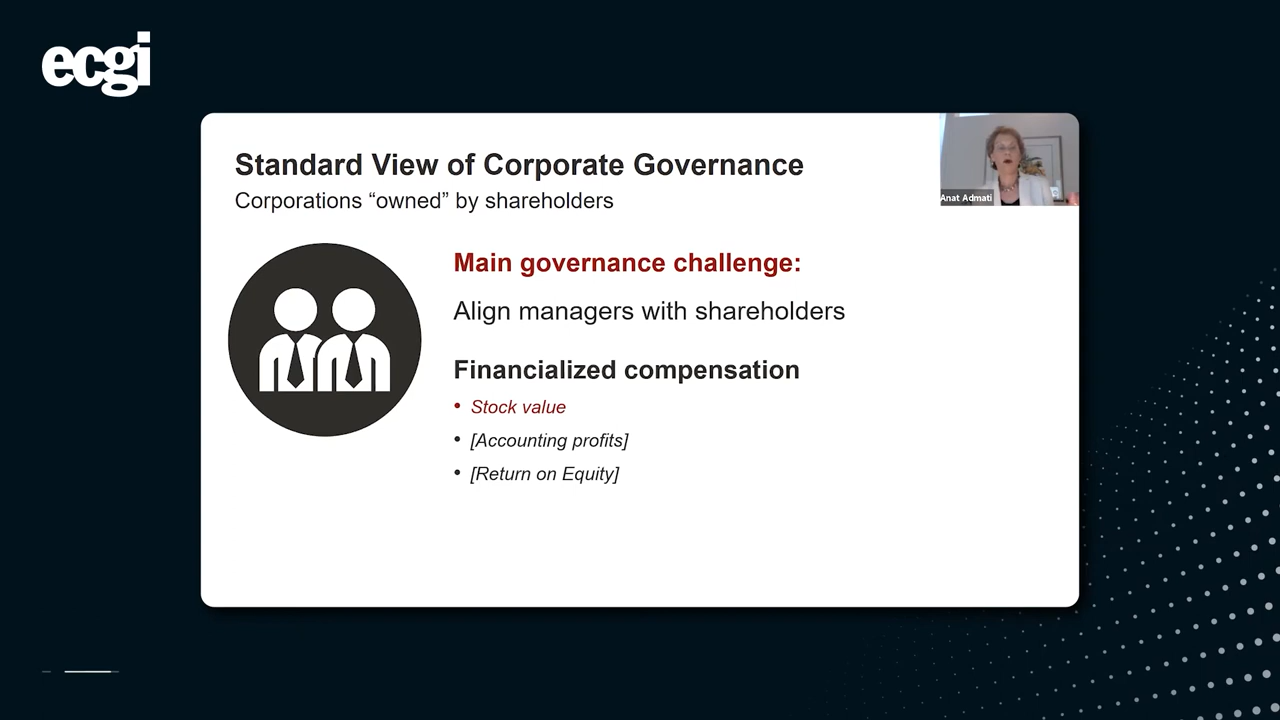 ecgi
Standard View of Corporate Governance
Corporations “owned” by shareholders
Anat Admati
Main governance challenge:
Align managers with shareholders
Financialized compensation
• Stock value
• [Accounting profits]
• [Return on Equity]